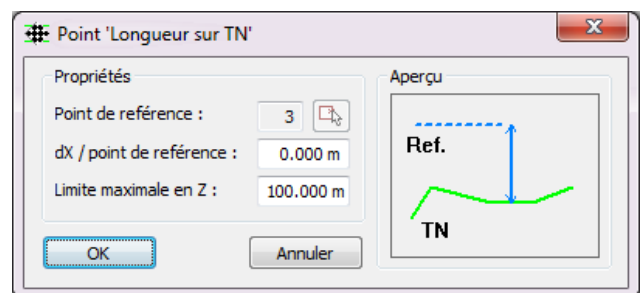 Point 'Longueur sur TN'
Propriétés
Point de reférence : 3
dX / point de reférence : 0.000 m
Limite maximale en Z : 100.000 m
OK Annuler
Aperçu
Ref.
TN